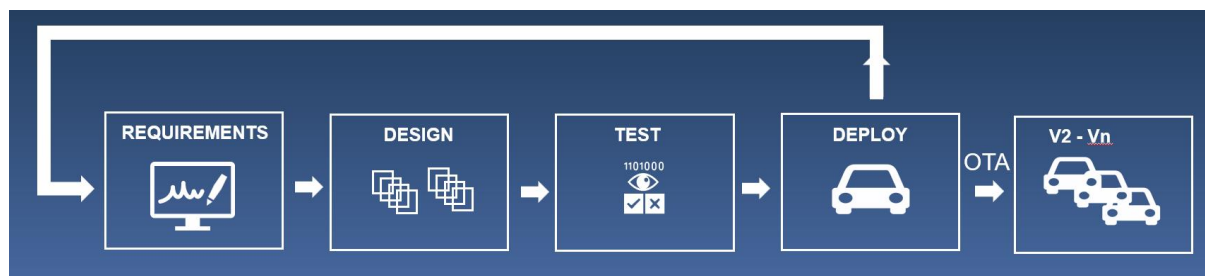 REQUIREMENTS
DESIGN
TEST
1101000
DEPLOY
OTA
V2 - Vn